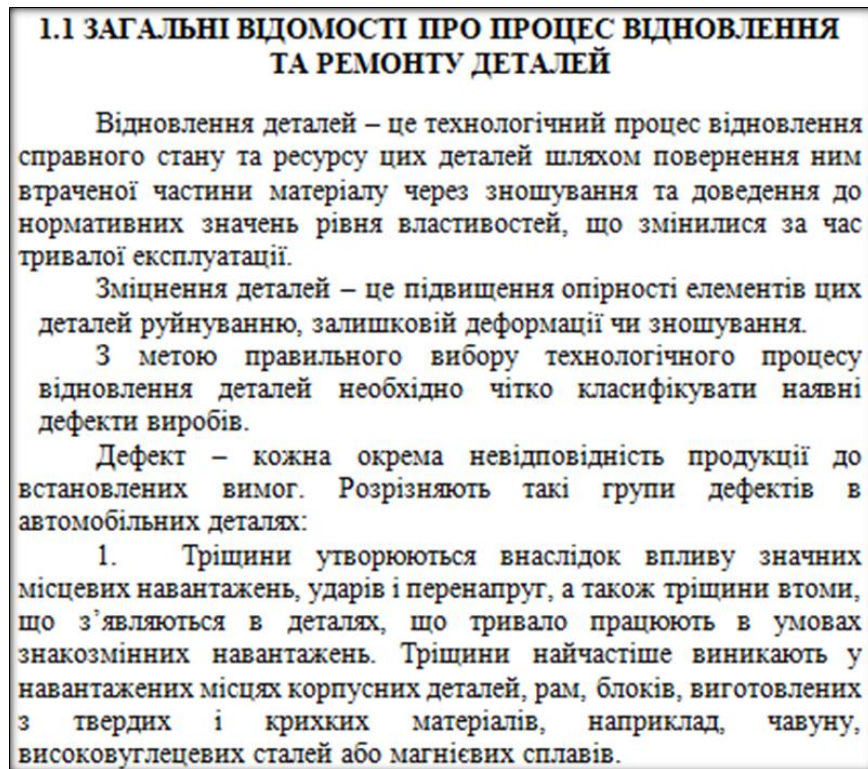 1.1 ЗАГАЛЬНІ ВІДОМОСТІ ПРО ПРОЦЕС ВІДНОВЛЕННЯ
ТА РЕМОНТУ ДЕТАЛЕЙ
Відновлення деталей – це технологічний процес відновлення
справного стану та ресурсу цих деталей шляхом повернення ним
втраченої частини матеріалу через зношування та доведення до
нормативних значень рівня властивостей, що змінилися за час
тривалої експлуатації.
Зміцнення деталей – це підвищення опірності елементів цих
деталей руйнуванню, залишковій деформації чи зношування.
З метою правильного вибору технологічного процесу
відновлення деталей необхідно чітко класифікувати наявні
дефекти виробів.
Дефект – кожна окрема невідповідність продукції до
встановлених вимог. Розрізняють такі групи дефектів в
автомобільних деталях:
1. Тріщини утворюються внаслідок впливу значних
місцевих навантажень, ударів і перенапруг, а також тріщини втоми,
що з’являються в деталях, що тривало працюють в умовах
знакозмінних навантажень. Тріщини найчастіше виникають у
навантажених місцях корпусних деталей, рам, блоків, виготовлених
з твердих і крихких матеріалів, наприклад, чавуну,
високовуглецевих сталей або магнієвих сплавів.